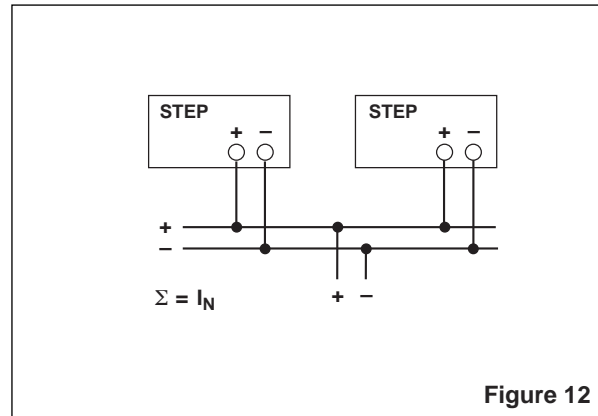 STEP STEP
+ − + −
+
−
Σ = I_N + −
Figure 12